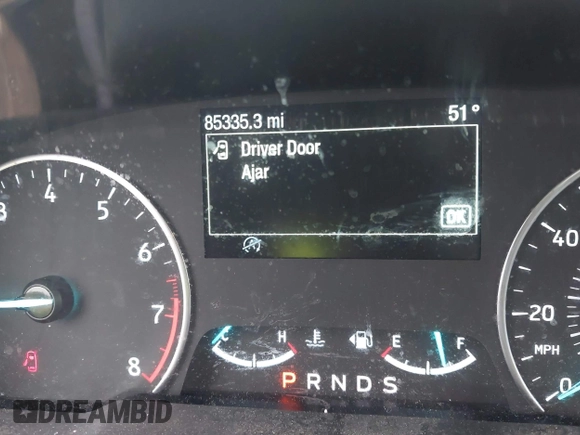 85335.3 mi 51°
Driver Door
Ajar
OK
3 4 5 6 7 8
C H E F
P R N D S
40
20
MPH
0
DREAMBID